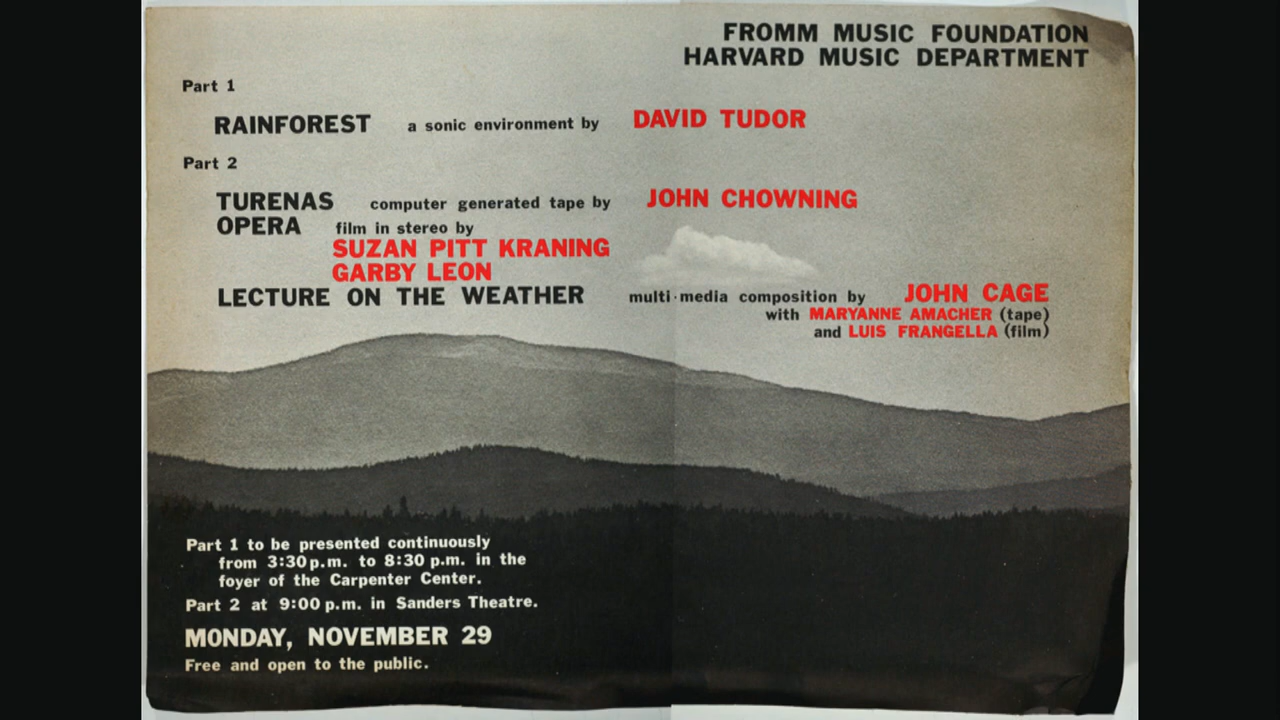 FROMM MUSIC FOUNDATION
HARVARD MUSIC DEPARTMENT
Part 1
RAINFOREST a sonic environment by DAVID TUDOR
Part 2
TURENAS computer generated tape by JOHN CHOWNING
OPERA film in stereo by
SUZAN PITT KRANING
GARBY LEON
LECTURE ON THE WEATHER multi-media composition by JOHN CAGE
with MARYANNE AMACHER (tape)
and LUIS FRANGELLA (film)
Part 1 to be presented continuously
from 3:30 p.m. to 8:30 p.m. in the
foyer of the Carpenter Center.
Part 2 at 9:00 p.m. in Sanders Theatre.
MONDAY, NOVEMBER 29
Free and open to the public.